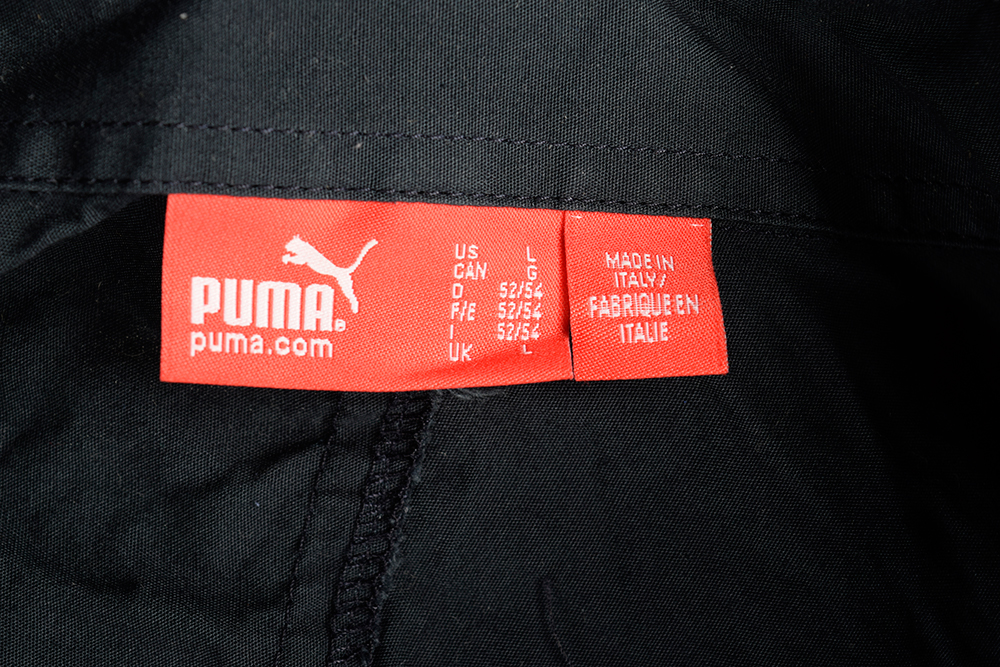 PUMA®
puma.com
US L
CAN G
D 52/54
F/E 52/54
I 52/54
UK L
MADE IN
ITALY/
FABRIQUE EN
ITALIE